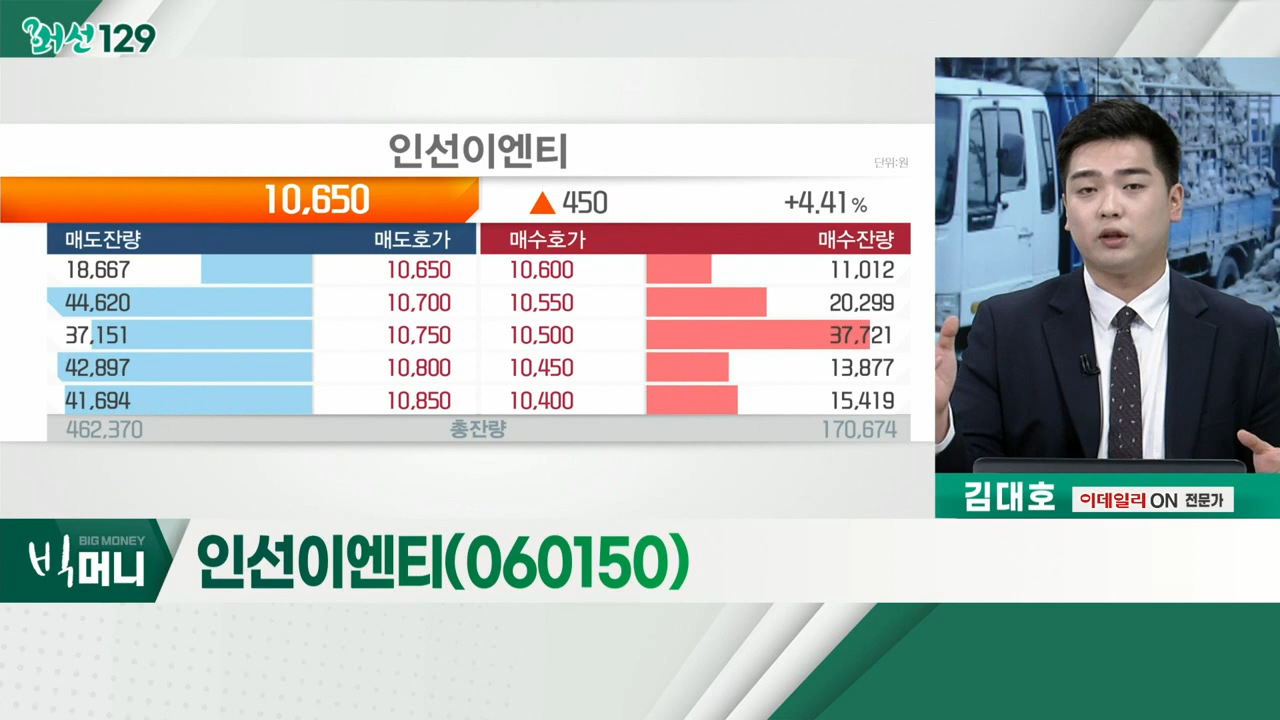 최선129
인선이엔티
단위:원
10,650 ▲ 450 +4.41%
매도잔량 매도호가 매수호가 매수잔량
18,667 10,650 10,600 11,012
44,620 10,700 10,550 20,299
37,151 10,750 10,500 37,721
42,897 10,800 10,450 13,877
41,694 10,850 10,400 15,419
462,370 총잔량 170,674
김대호 이데일리ON 전문가
BIG MONEY
빅머니
인선이엔티(060150)